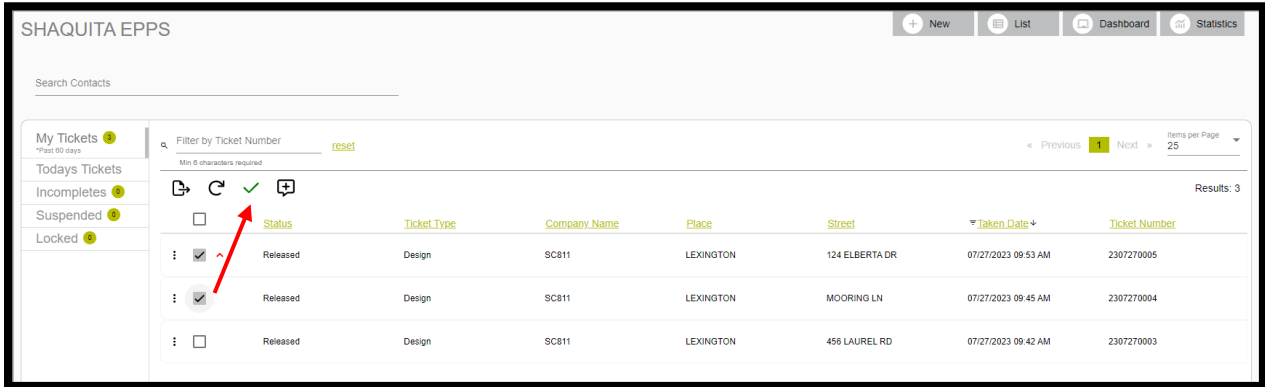 SHAQUITA EPPS
New List Dashboard Statistics
Search Contacts
My Tickets 3
*Past 60 days
Todays Tickets
Incompletes 0
Suspended 0
Locked 0
Filter by Ticket Number reset
Min 6 characters required
« Previous 1 Next » Items per Page 25
Results: 3
Status Ticket Type Company Name Place Street Taken Date Ticket Number
Released Design SC811 LEXINGTON 124 ELBERTA DR 07/27/2023 09:53 AM 2307270005
Released Design SC811 LEXINGTON MOORING LN 07/27/2023 09:45 AM 2307270004
Released Design SC811 LEXINGTON 456 LAUREL RD 07/27/2023 09:42 AM 2307270003